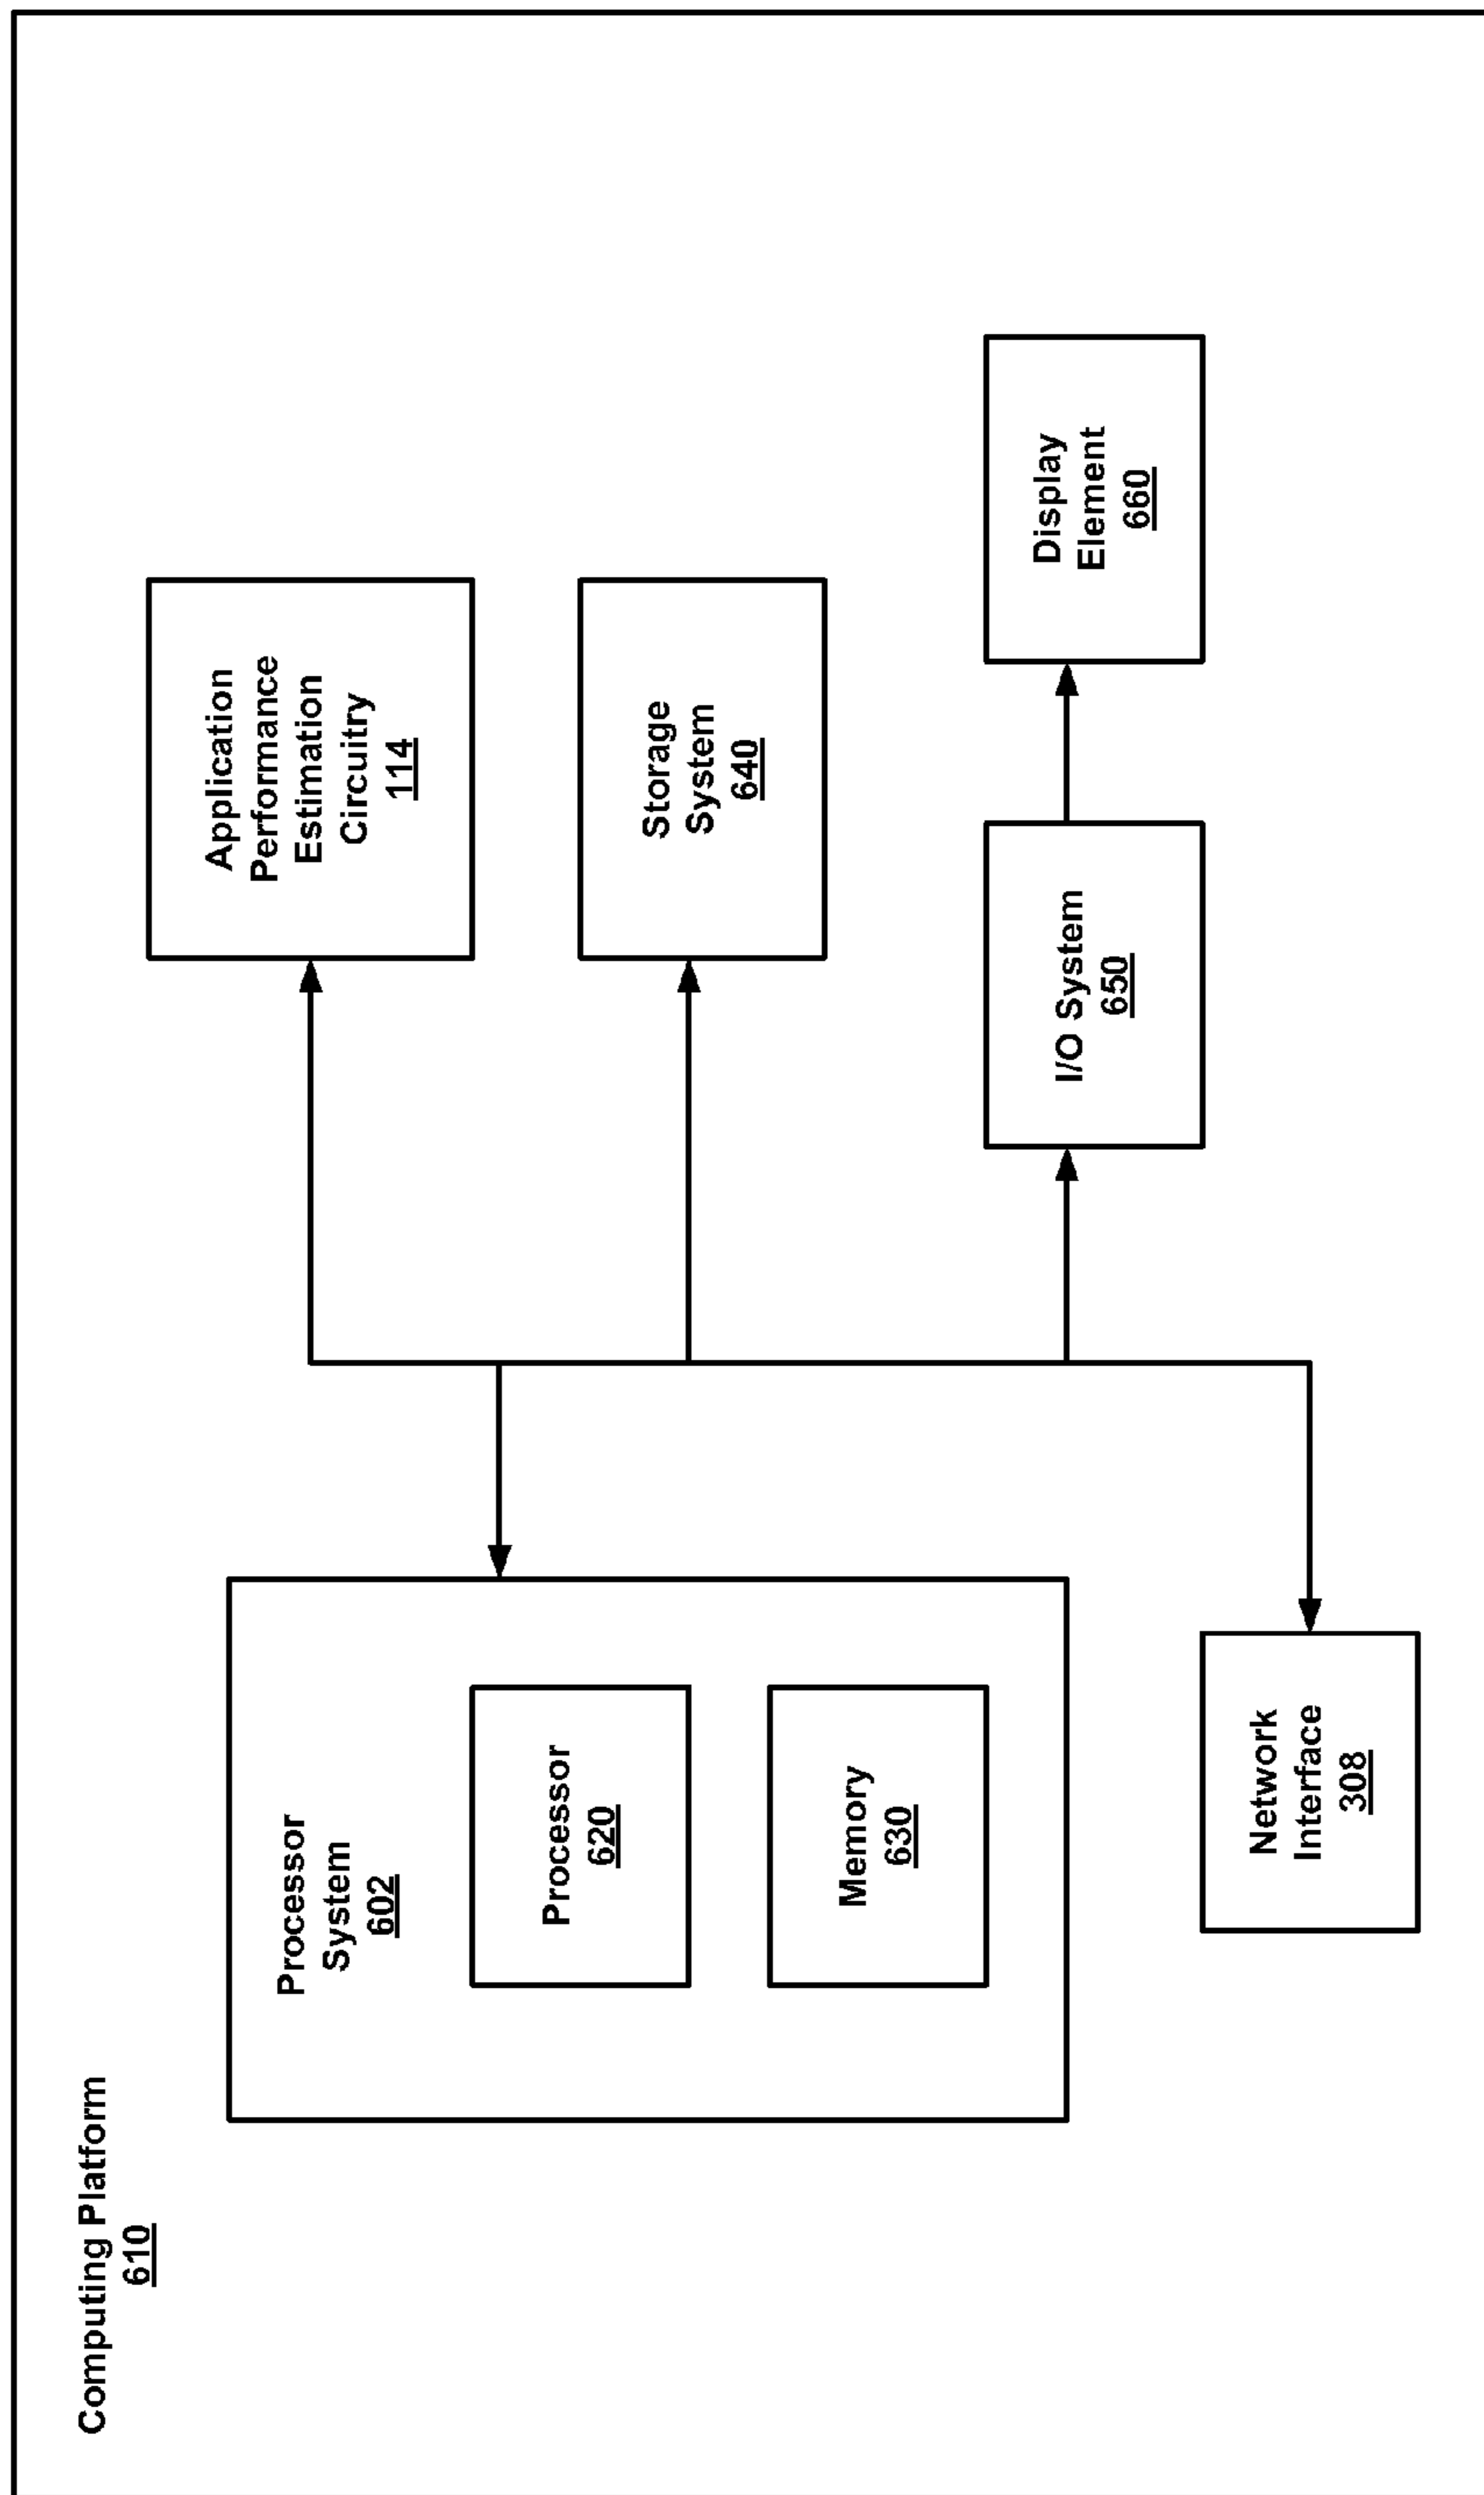 Computing Platform
610
Processor
System
602
Processor
620
Memory
630
Network
Interface
308
Application
Performance
Estimation
Circuitry
114
Storage
System
640
I/O System
650
Display
Element
660